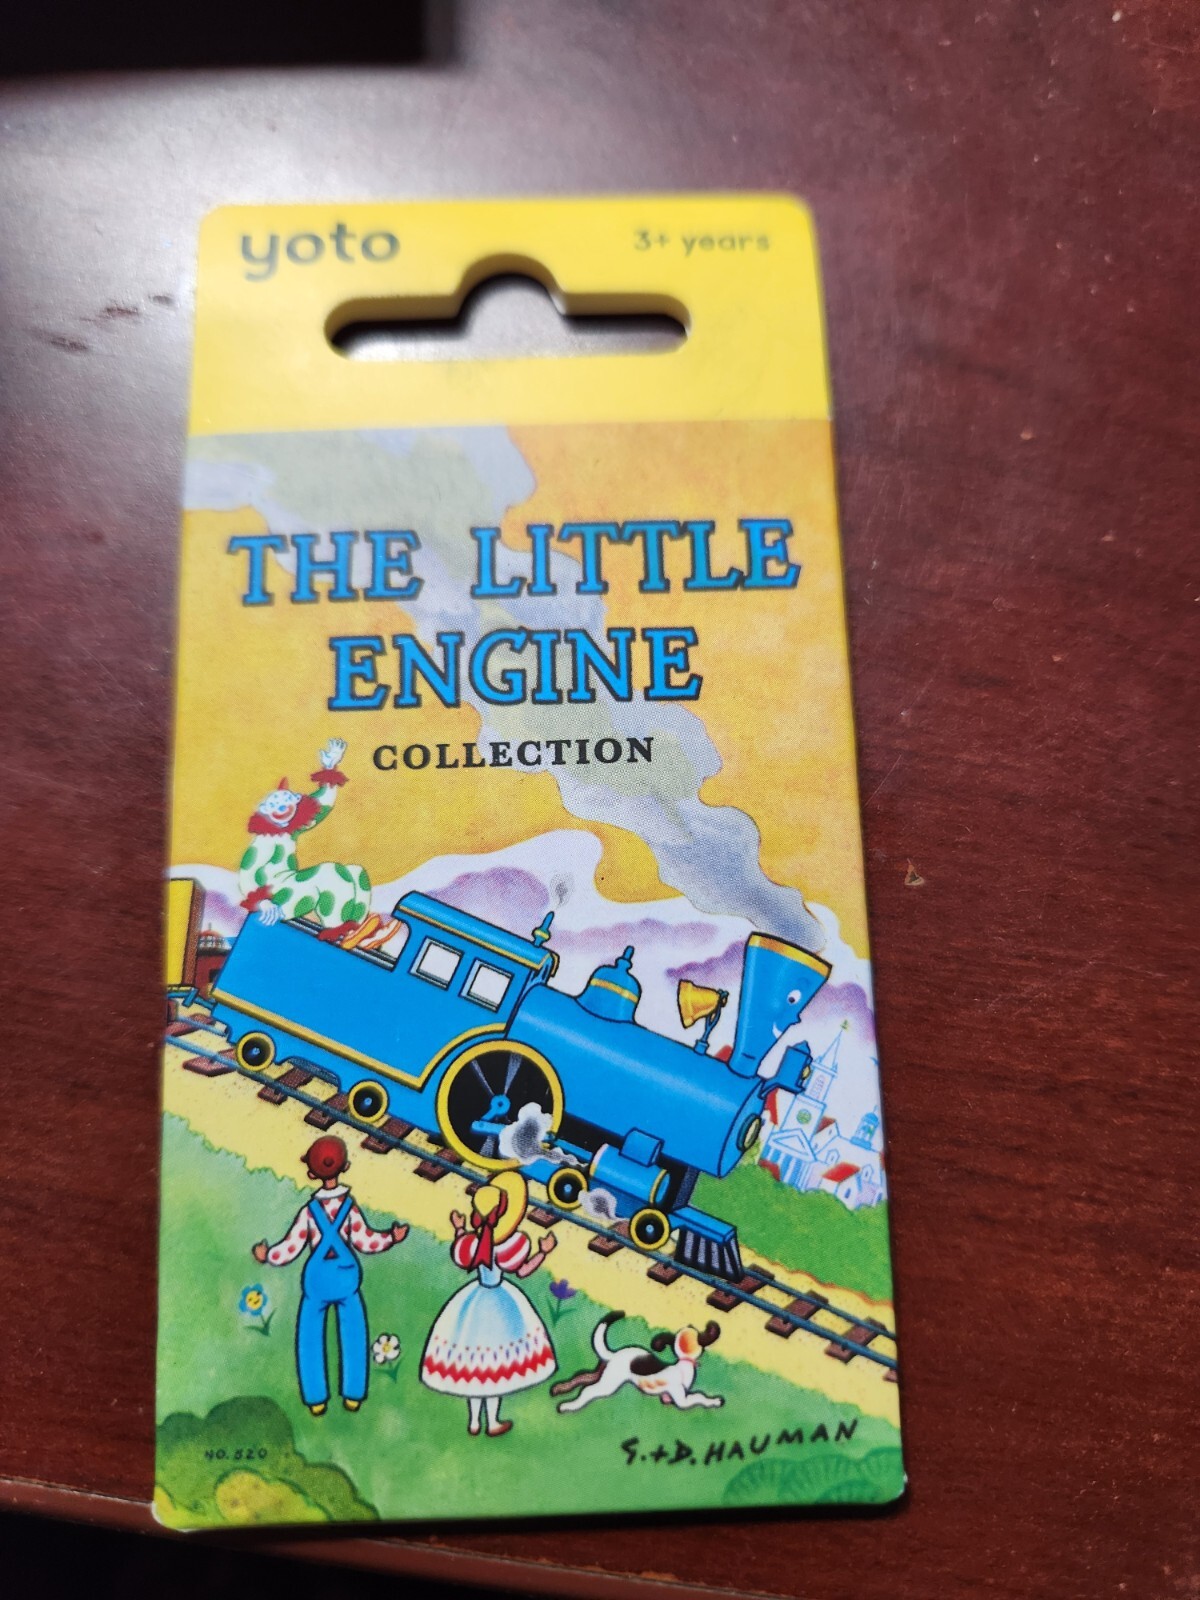 yoto
3+ years
THE LITTLE
ENGINE
COLLECTION
G.+D. HAUMAN
NO. 520